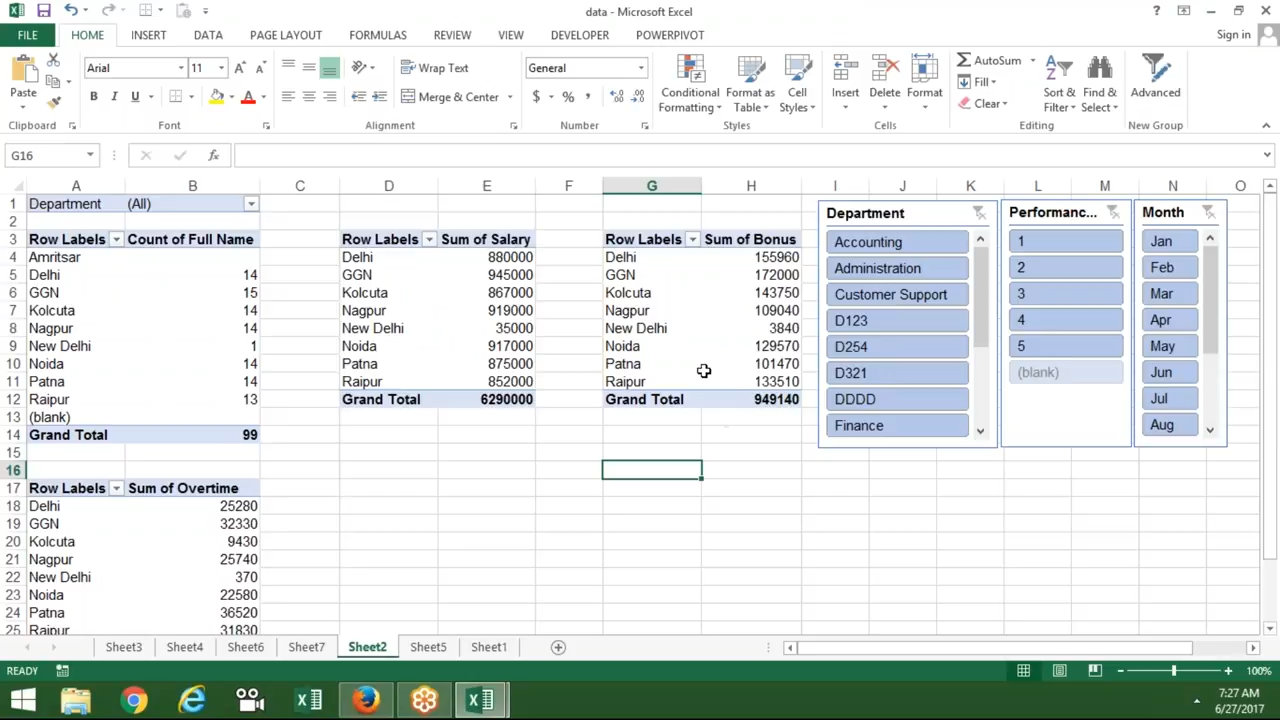 data - Microsoft Excel
FILE HOME INSERT DATA PAGE LAYOUT FORMULAS REVIEW VIEW DEVELOPER POWERPIVOT Sign in
Paste
Arial 11
B I U A
Wrap Text
Merge & Center
General
$ % ,
Conditional Formatting
Format as Table
Cell Styles
Insert Delete Format
AutoSum
Fill
Clear
Sort & Filter
Find & Select
Advanced
Clipboard Font Alignment Number Styles Cells Editing New Group
G16 fx
A B C D E F G H I J K L M N O
1 Department (All)
2
3 Row Labels Count of Full Name Row Labels Sum of Salary Row Labels Sum of Bonus
4 Amritsar Delhi 880000 Delhi 155960
5 Delhi 14 GGN 945000 GGN 172000
6 GGN 15 Kolcuta 867000 Kolcuta 143750
7 Kolcuta 14 Nagpur 919000 Nagpur 109040
8 Nagpur 14 New Delhi 35000 New Delhi 3840
9 New Delhi 1 Noida 917000 Noida 129570
10 Noida 14 Patna 875000 Patna 101470
11 Patna 14 Raipur 852000 Raipur 133510
12 Raipur 13 Grand Total 6290000 Grand Total 949140
13 (blank)
14 Grand Total 99
15
16
17 Row Labels Sum of Overtime
18 Delhi 25280
19 GGN 32330
20 Kolcuta 9430
21 Nagpur 25740
22 New Delhi 370
23 Noida 22580
24 Patna 36520
25 Raipur 31830
Department
Accounting
Administration
Customer Support
D123
D254
D321
DDDD
Finance
Performanc...
1
2
3
4
5
(blank)
Month
Jan
Feb
Mar
Apr
May
Jun
Jul
Aug
Sheet3 Sheet4 Sheet6 Sheet7 Sheet2 Sheet5 Sheet1
READY 100%
7:27 AM
6/27/2017